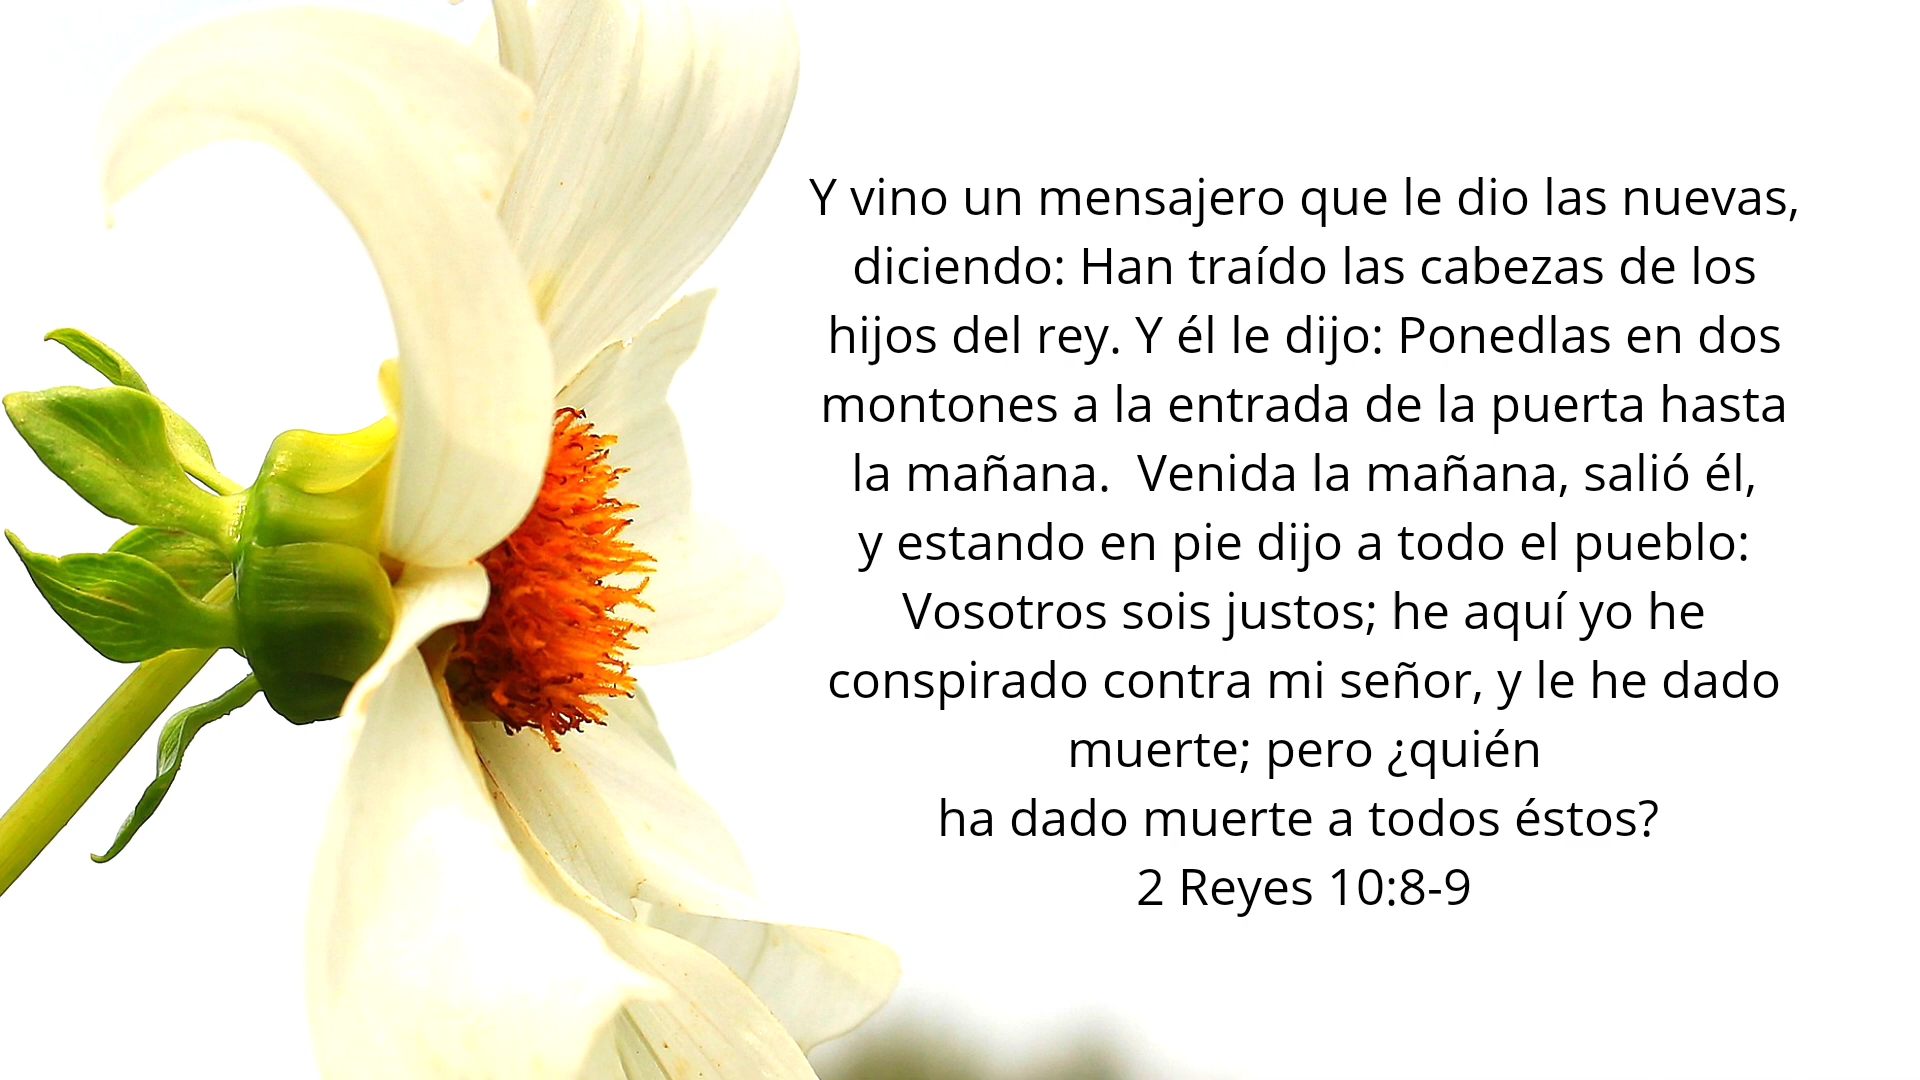 Y vino un mensajero que le dio las nuevas,
diciendo: Han traído las cabezas de los
hijos del rey. Y él le dijo: Ponedlas en dos
montones a la entrada de la puerta hasta
la mañana.  Venida la mañana, salió él,
y estando en pie dijo a todo el pueblo:
Vosotros sois justos; he aquí yo he
conspirado contra mi señor, y le he dado
muerte; pero ¿quién
ha dado muerte a todos éstos?
2 Reyes 10:8-9